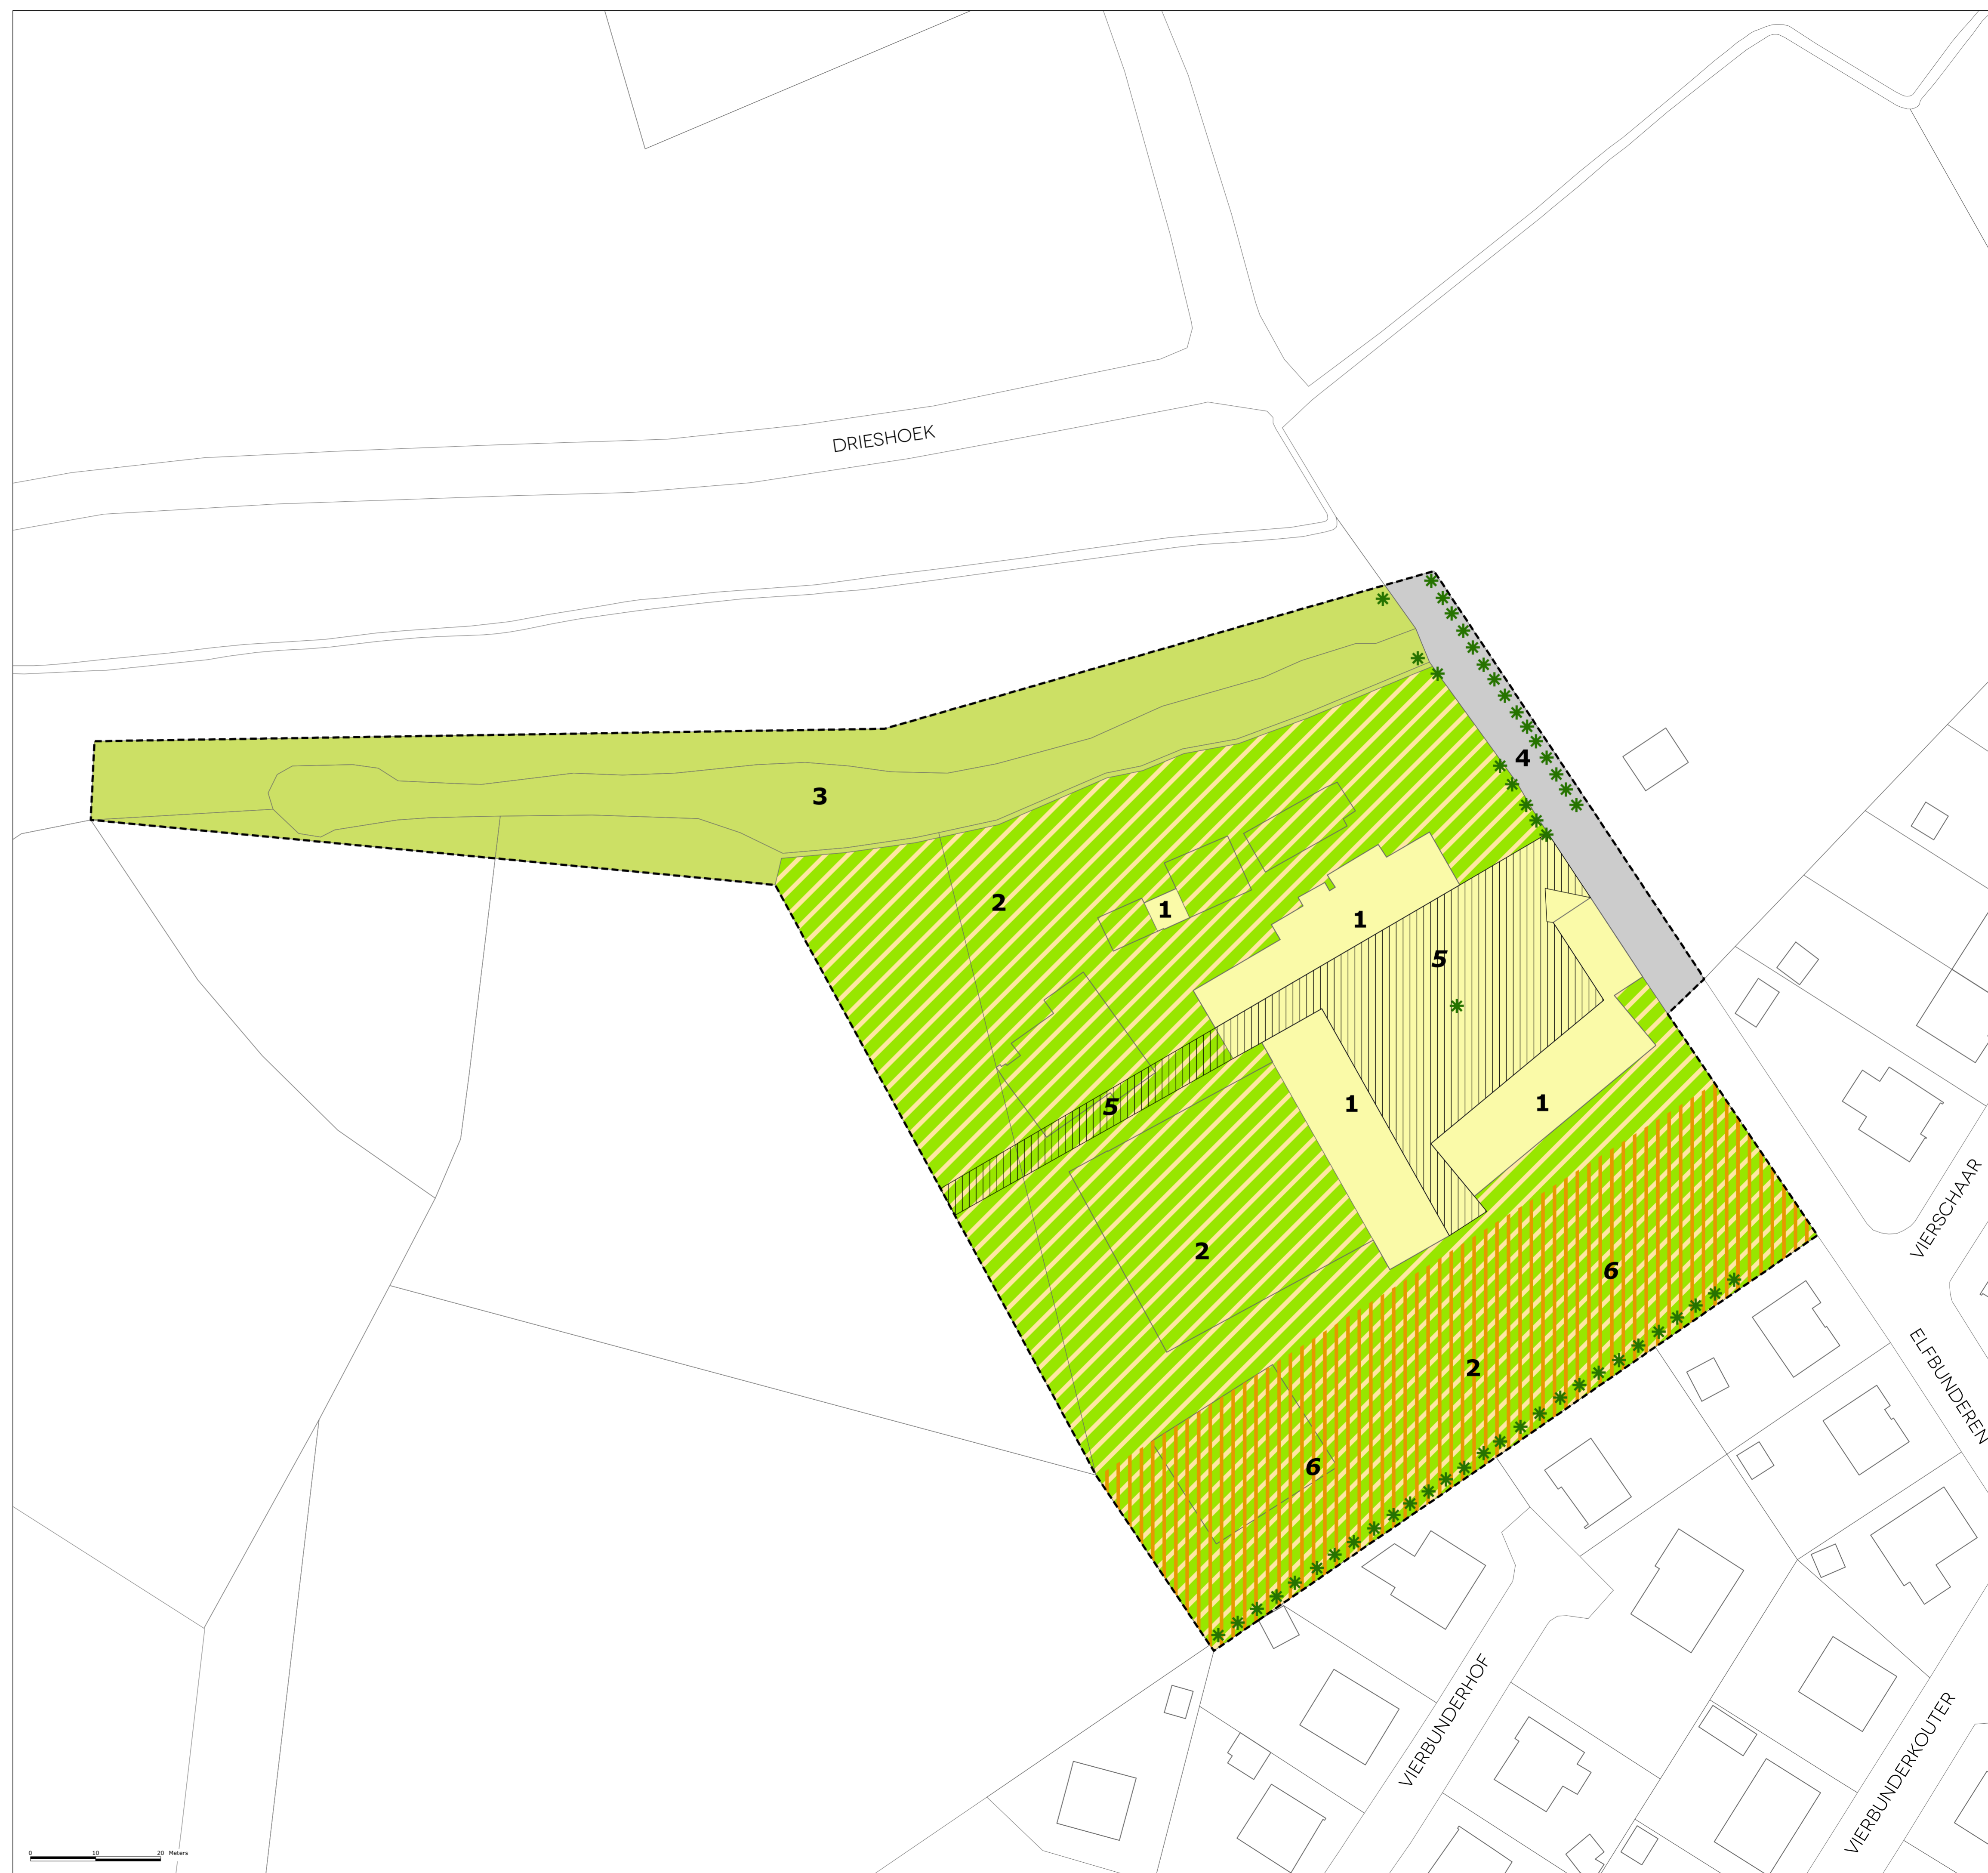 DRIESHOEK
4
3
2
1
1
5
5
1
1
VIERSCHAAR
2
6
ELFBUNDEREN
2
6
VIERBUNDERHOF
VIERBUNDERKOUTER
0 10 20 Meters